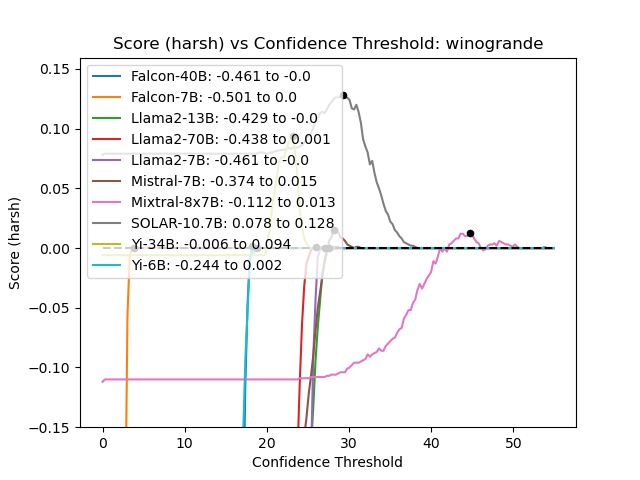 Score (harsh) vs Confidence Threshold: winogrande
0.15
0.10
0.05
0.00
−0.05
−0.10
−0.15
Score (harsh)
Falcon-40B: -0.461 to -0.0
Falcon-7B: -0.501 to 0.0
Llama2-13B: -0.429 to -0.0
Llama2-70B: -0.438 to 0.001
Llama2-7B: -0.461 to -0.0
Mistral-7B: -0.374 to 0.015
Mixtral-8x7B: -0.112 to 0.013
SOLAR-10.7B: 0.078 to 0.128
Yi-34B: -0.006 to 0.094
Yi-6B: -0.244 to 0.002
0 10 20 30 40 50
Confidence Threshold